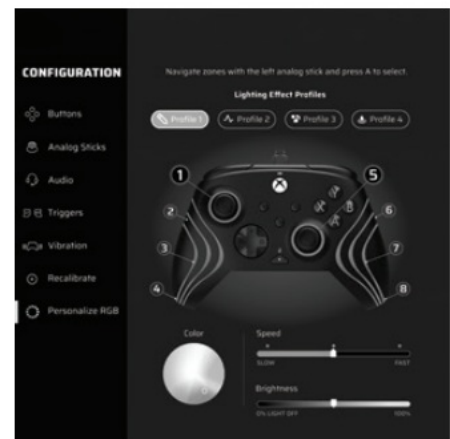 CONFIGURATION
Navigate zones with the left analog stick and press A to select.
Lighting Effect Profiles
Profile 1
Profile 2
Profile 3
Profile 4
Buttons
Analog Sticks
Audio
Triggers
Vibration
Recalibrate
Personalize RGB
1
2
3
4
5
6
7
8
Color
Speed
SLOW
FAST
Brightness
0% LIGHT OFF
100%